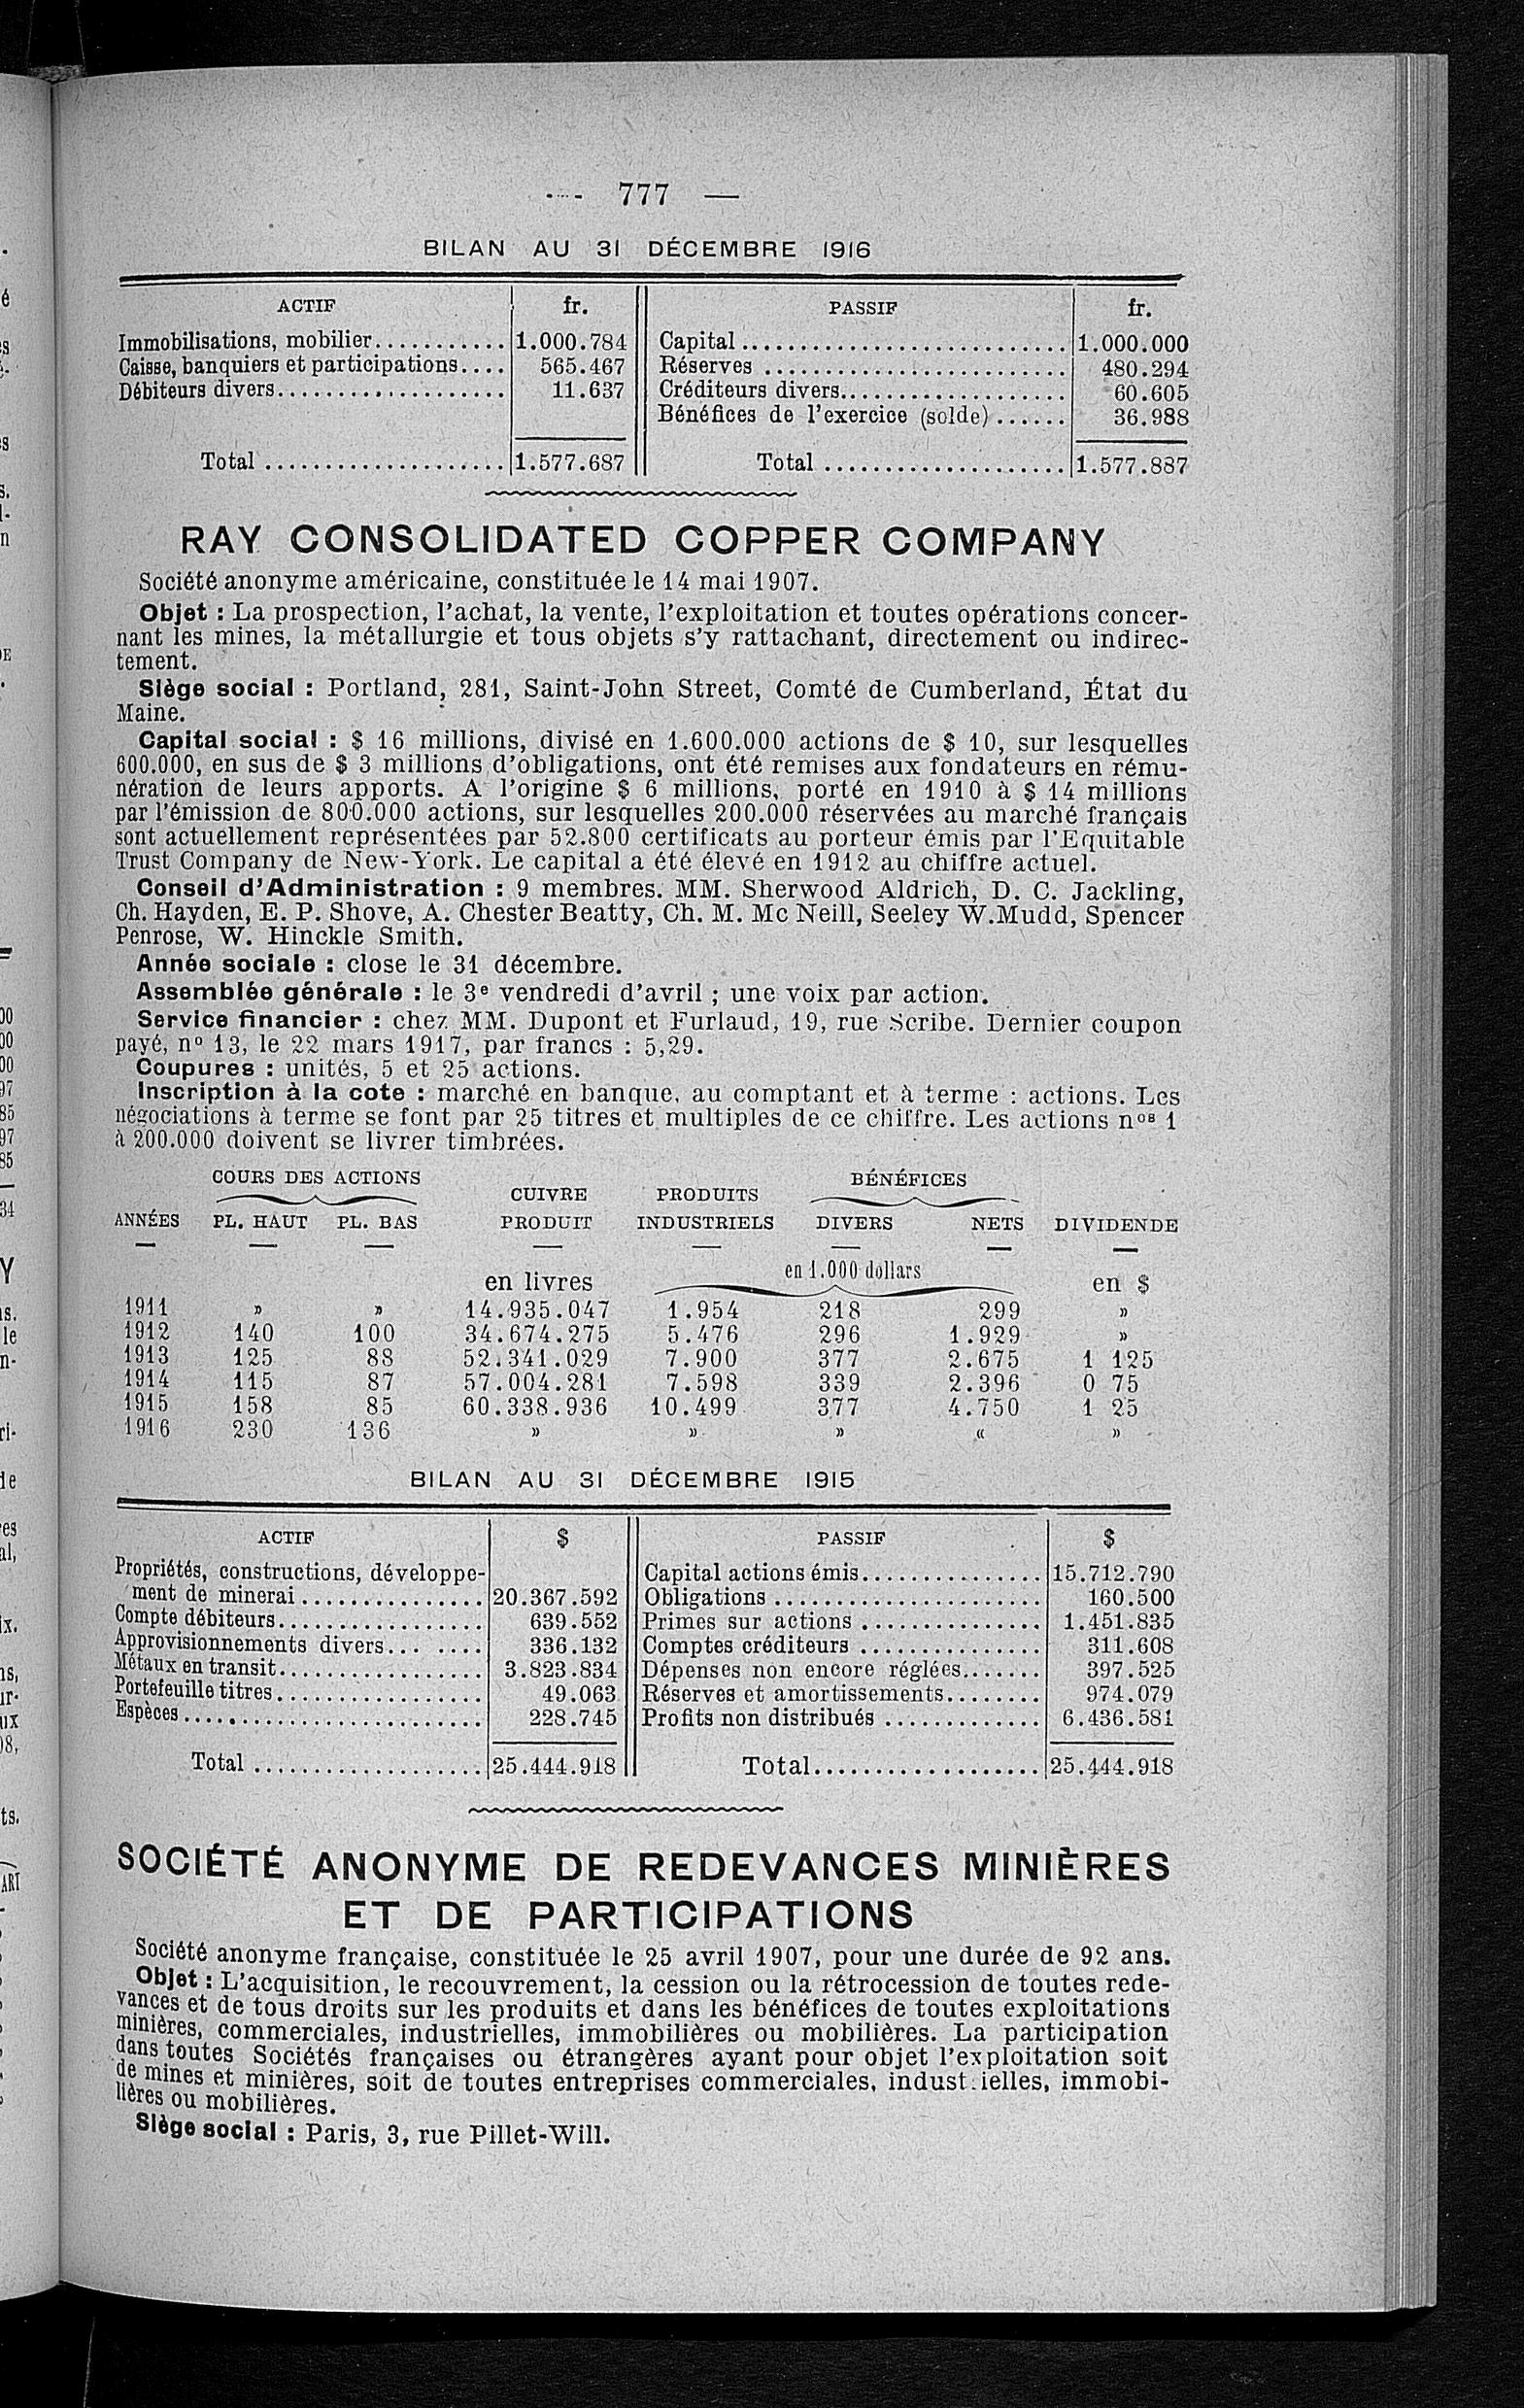 — 777 —
BILAN AU 31 DÉCEMBRE 1916
ACTIF fr. PASSIF fr.
Immobilisations, mobilier........... 1.000.784 Capital........................... 1.000.000
Caisse, banquiers et participations.... 565.467 Réserves ......................... 480.294
Débiteurs divers................... 11.637 Créditeurs divers................... 60.605
Bénéfices de l'exercice (solde)...... 36.988
Total .................... 1.577.687 Total .................... 1.577.887
RAY CONSOLIDATED COPPER COMPANY
Société anonyme américaine, constituée le 14 mai 1907.
Objet : La prospection, l'achat, la vente, l'exploitation et toutes opérations concer-
nant les mines, la métallurgie et tous objets s'y rattachant, directement ou indirec-
tement.
Siège social : Portland, 281, Saint-John Street, Comté de Cumberland, État du
Maine.
Capital social : $ 16 millions, divisé en 1.600.000 actions de $ 10, sur lesquelles
600.000, en sus de $ 3 millions d'obligations, ont été remises aux fondateurs en rému-
nération de leurs apports. A l'origine $ 6 millions, porté en 1910 à $ 14 millions
par l'émission de 800.000 actions, sur lesquelles 200.000 réservées au marché français
sont actuellement représentées par 52.800 certificats au porteur émis par l'Equitable
Trust Company de New-York. Le capital a été élevé en 1912 au chiffre actuel.
Conseil d'Administration : 9 membres. MM. Sherwood Aldrich, D. C. Jackling,
Ch. Hayden, E. P. Shove, A. Chester Beatty, Ch. M. Mc Neill, Seeley W. Mudd, Spencer
Penrose, W. Hinckle Smith.
Année sociale : close le 31 décembre.
Assemblée générale : le 3e vendredi d'avril ; une voix par action.
Service financier : chez MM. Dupont et Furlaud, 19, rue Scribe. Dernier coupon
payé, no 13, le 22 mars 1917, par francs : 5,29.
Coupures : unités, 5 et 25 actions.
Inscription à la cote : marché en banque, au comptant et à terme : actions. Les
négociations à terme se font par 25 titres et multiples de ce chiffre. Les actions nos 1
à 200.000 doivent se livrer timbrées.
COURS DES ACTIONS BÉNÉFICES
CUIVRE PRODUITS
ANNÉES PL. HAUT PL. BAS PRODUIT INDUSTRIELS DIVERS NETS DIVIDENDE
en livres en 1.000 dollars en $
1911 » » 14.935.047 1.954 218 299 »
1912 140 100 34.674.275 5.476 296 1.929 »
1913 125 88 52.341.029 7.900 377 2.675 1 125
1914 115 87 57.004.281 7.598 339 2.396 0 75
1915 158 85 60.338.936 10.499 377 4.750 1 25
1916 230 136 » » » « »
BILAN AU 31 DÉCEMBRE 1915
ACTIF $ PASSIF $
Propriétés, constructions, développe- Capital actions émis............... 15.712.790
ment de minerai ............... 20.367.592 Obligations ....................... 160.500
Compte débiteurs................. 639.552 Primes sur actions ............... 1.451.835
Approvisionnements divers... .... 336.132 Comptes créditeurs ............... 311.608
Métaux en transit................. 3.823.834 Dépenses non encore réglées....... 397.525
Portefeuille titres................. 49.063 Réserves et amortissements........ 974.079
Espèces......................... 228.745 Profits non distribués ............. 6.436.581
Total ................... 25.444.918 Total................... 25.444.918
SOCIÉTÉ ANONYME DE REDEVANCES MINIÈRES
ET DE PARTICIPATIONS
Société anonyme française, constituée le 25 avril 1907, pour une durée de 92 ans.
Objet : L'acquisition, le recouvrement, la cession ou la rétrocession de toutes rede-
vances et de tous droits sur les produits et dans les bénéfices de toutes exploitations
minières, commerciales, industrielles, immobilières ou mobilières. La participation
dans toutes Sociétés françaises ou étrangères ayant pour objet l'exploitation soit
de mines et minières, soit de toutes entreprises commerciales, indust.ielles, immobi-
lières ou mobilières.
Siège social : Paris, 3, rue Pillet-Will.